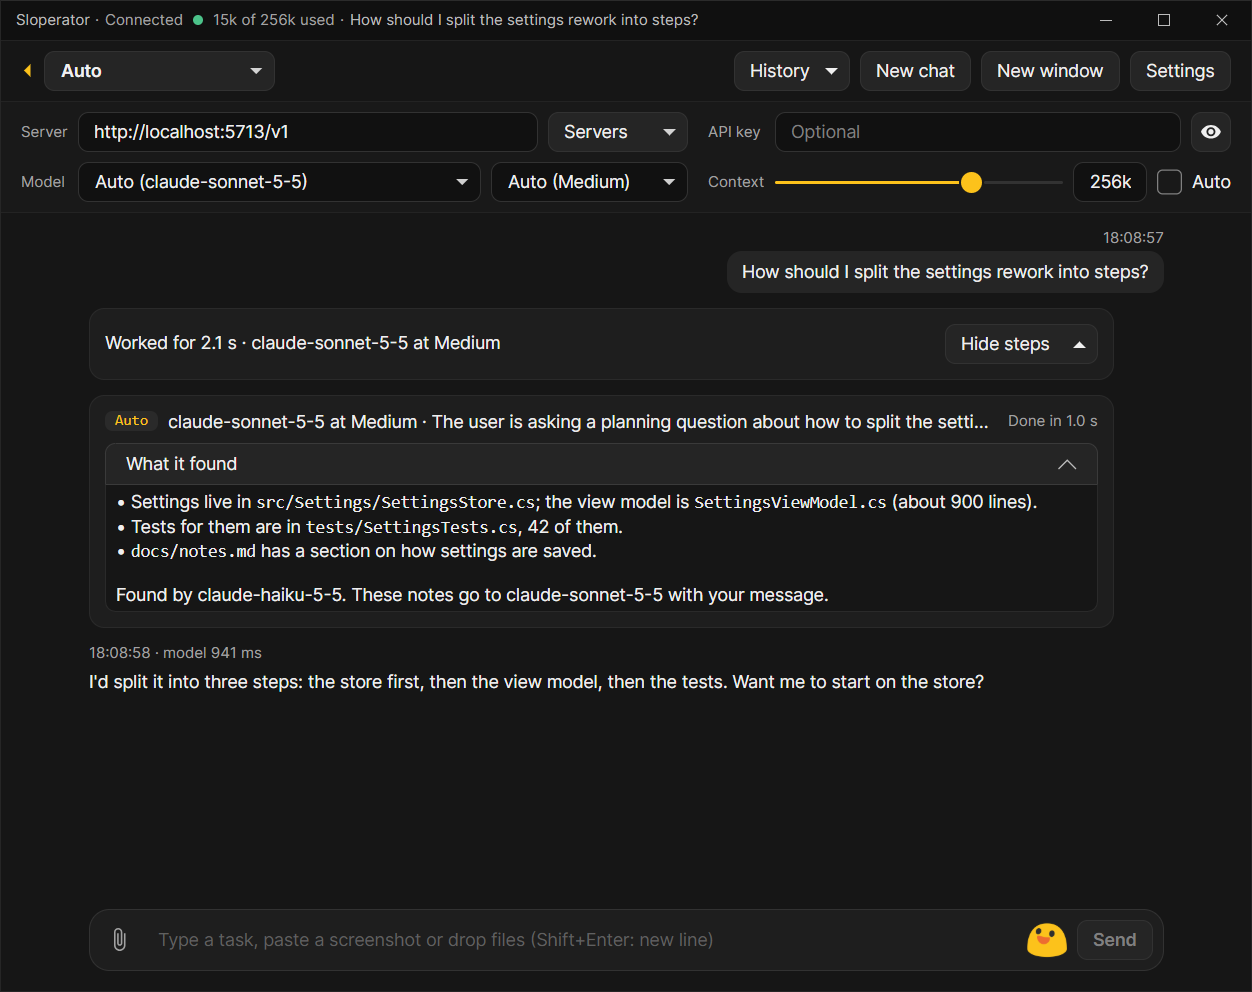 Sloperator · Connected ● 15k of 256k used · How should I split the settings rework into steps?
Auto
History
New chat
New window
Settings
Server
http://localhost:5713/v1
Servers
API key
Optional
Model
Auto (claude-sonnet-5-5)
Auto (Medium)
Context
256k
Auto
18:08:57
How should I split the settings rework into steps?
Worked for 2.1 s · claude-sonnet-5-5 at Medium
Hide steps
Auto claude-sonnet-5-5 at Medium · The user is asking a planning question about how to split the setti... Done in 1.0 s
What it found
• Settings live in src/Settings/SettingsStore.cs; the view model is SettingsViewModel.cs (about 900 lines).
• Tests for them are in tests/SettingsTests.cs, 42 of them.
• docs/notes.md has a section on how settings are saved.
Found by claude-haiku-5-5. These notes go to claude-sonnet-5-5 with your message.
18:08:58 · model 941 ms
I'd split it into three steps: the store first, then the view model, then the tests. Want me to start on the store?
Type a task, paste a screenshot or drop files (Shift+Enter: new line)
Send